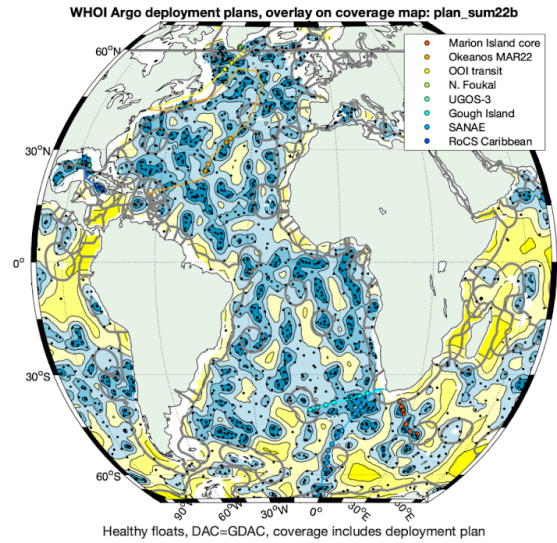 WHOI Argo deployment plans, overlay on coverage map: plan_sum22b
60°N
Marion Island core
Okeanos MAR22
OOI transit
N. Foukal
UGOS-3
Gough Island
SANAE
RoCS Caribbean
30°N
0°
30°S
60°S
90°W
60°W
30°W
0°
30°E
60°E
Healthy floats, DAC=GDAC, coverage includes deployment plan